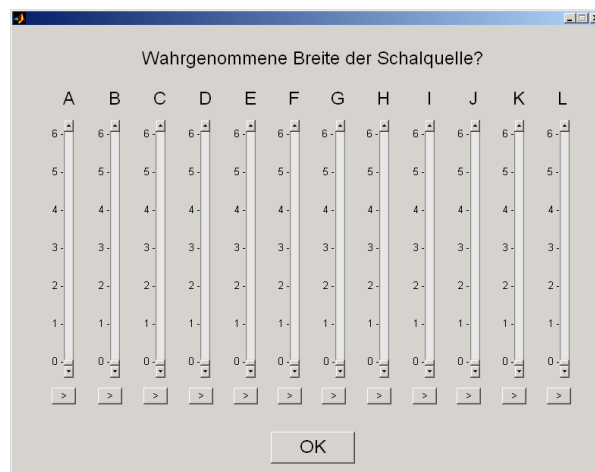 Wahrgenommene Breite der Schalquelle?
A B C D E F G H I J K L
6 - 6 - 6 - 6 - 6 - 6 - 6 - 6 - 6 - 6 - 6 - 6 -
5 - 5 - 5 - 5 - 5 - 5 - 5 - 5 - 5 - 5 - 5 - 5 -
4 - 4 - 4 - 4 - 4 - 4 - 4 - 4 - 4 - 4 - 4 - 4 -
3 - 3 - 3 - 3 - 3 - 3 - 3 - 3 - 3 - 3 - 3 - 3 -
2 - 2 - 2 - 2 - 2 - 2 - 2 - 2 - 2 - 2 - 2 - 2 -
1 - 1 - 1 - 1 - 1 - 1 - 1 - 1 - 1 - 1 - 1 - 1 -
0 - 0 - 0 - 0 - 0 - 0 - 0 - 0 - 0 - 0 - 0 - 0 -
> > > > > > > > > > > >
OK